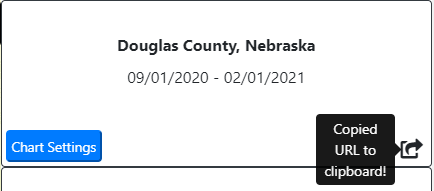 Douglas County, Nebraska
09/01/2020 - 02/01/2021
Chart Settings
Copied
URL to
clipboard!